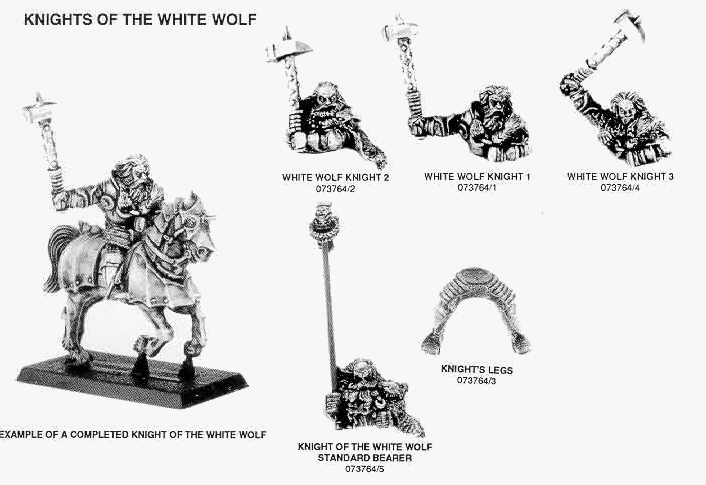 KNIGHTS OF THE WHITE WOLF
WHITE WOLF KNIGHT 2
073764/2
WHITE WOLF KNIGHT 1
073764/1
WHITE WOLF KNIGHT 3
073764/4
KNIGHT'S LEGS
073764/3
EXAMPLE OF A COMPLETED KNIGHT OF THE WHITE WOLF
KNIGHT OF THE WHITE WOLF
STANDARD BEARER
073764/5